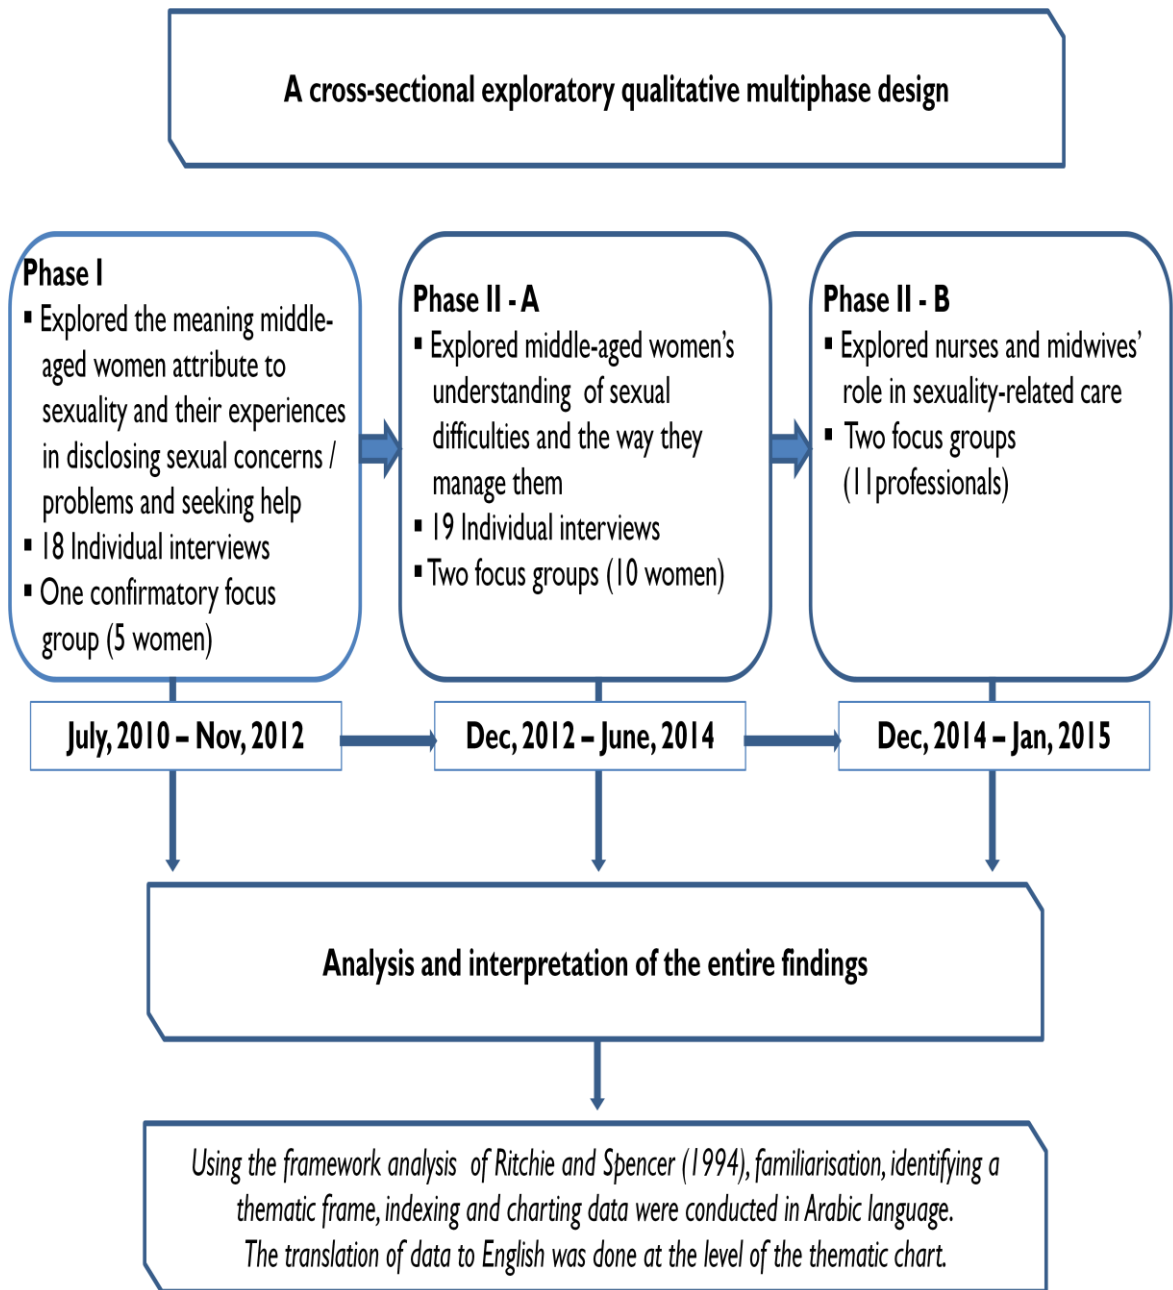 A cross-sectional exploratory qualitative multiphase design
Phase I
▪ Explored the meaning middle-
aged women attribute to
sexuality and their experiences
in disclosing sexual concerns /
problems and seeking help
▪ 18 Individual interviews
▪ One confirmatory focus
group (5 women)
Phase II - A
▪ Explored middle-aged women's
understanding of sexual
difficulties and the way they
manage them
▪ 19 Individual interviews
▪ Two focus groups (10 women)
Phase II - B
▪ Explored nurses and midwives'
role in sexuality-related care
▪ Two focus groups
(11professionals)
July, 2010 – Nov, 2012
Dec, 2012 – June, 2014
Dec, 2014 – Jan, 2015
Analysis and interpretation of the entire findings
Using the framework analysis of Ritchie and Spencer (1994), familiarisation, identifying a
thematic frame, indexing and charting data were conducted in Arabic language.
The translation of data to English was done at the level of the thematic chart.